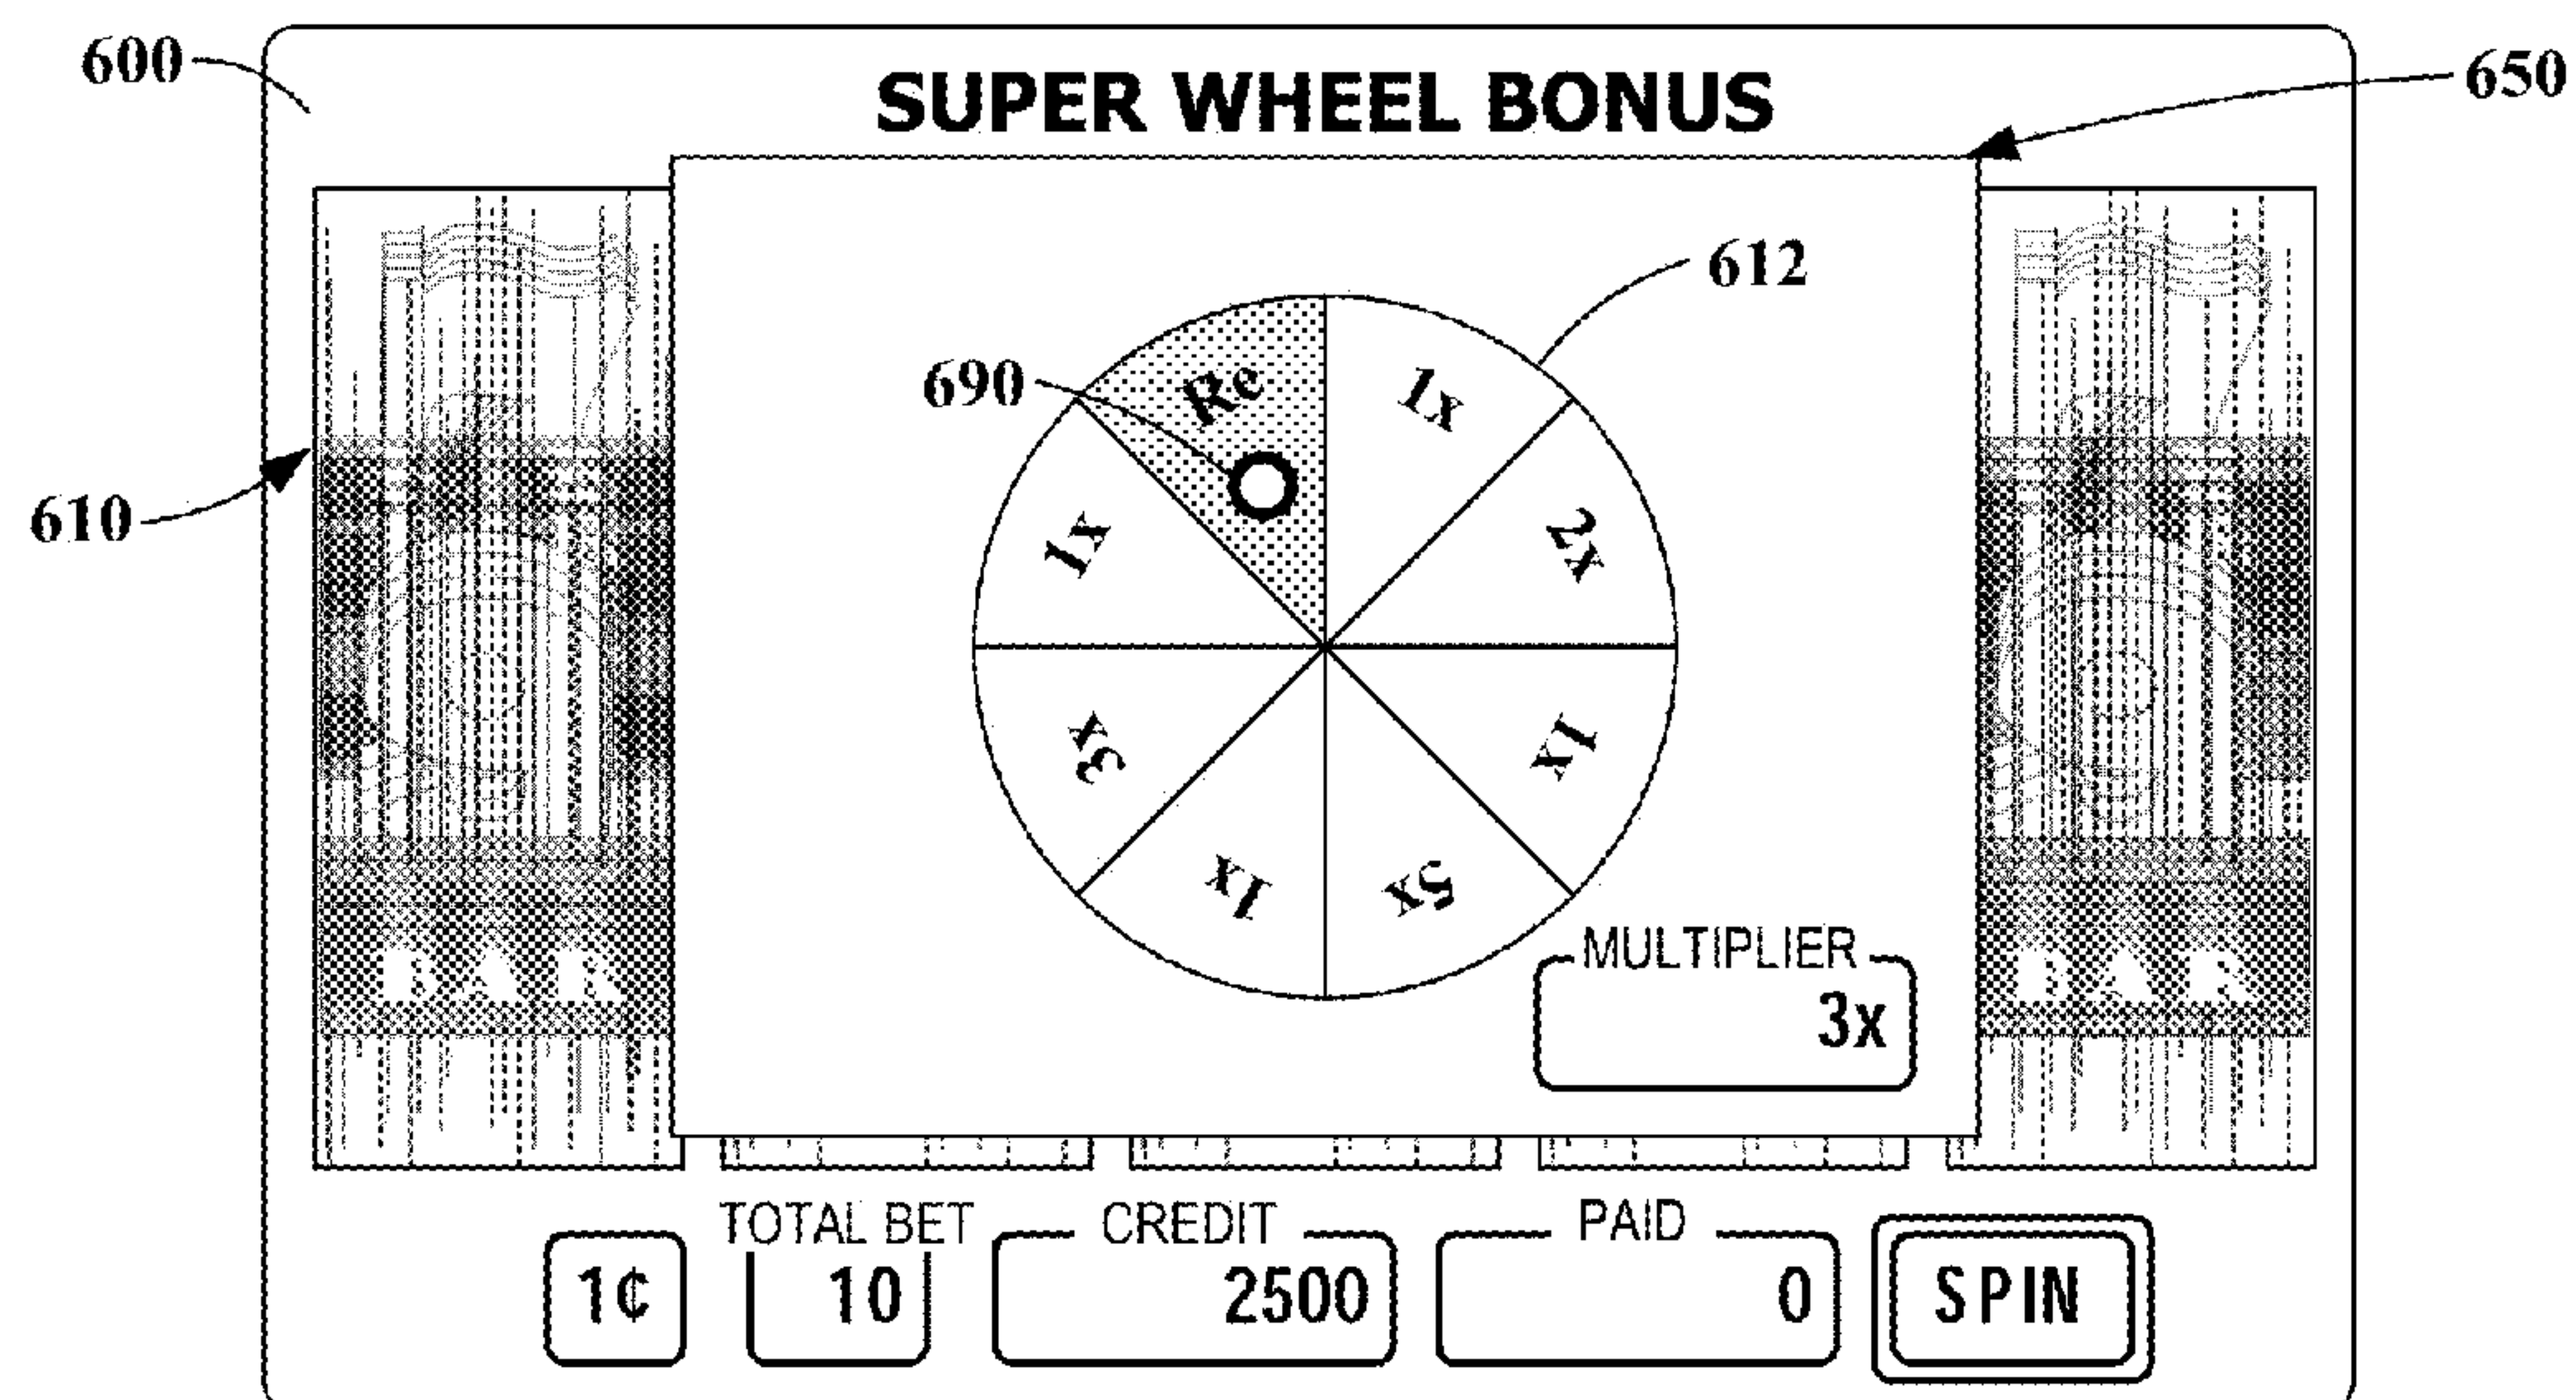 600
SUPER WHEEL BONUS
650
612
690
Re
1x
610
1x
2x
3x
1x
1x
5x
MULTIPLIER
3x
BAR
BAR
TOTAL BET
CREDIT
PAID
1¢
10
2500
0
SPIN